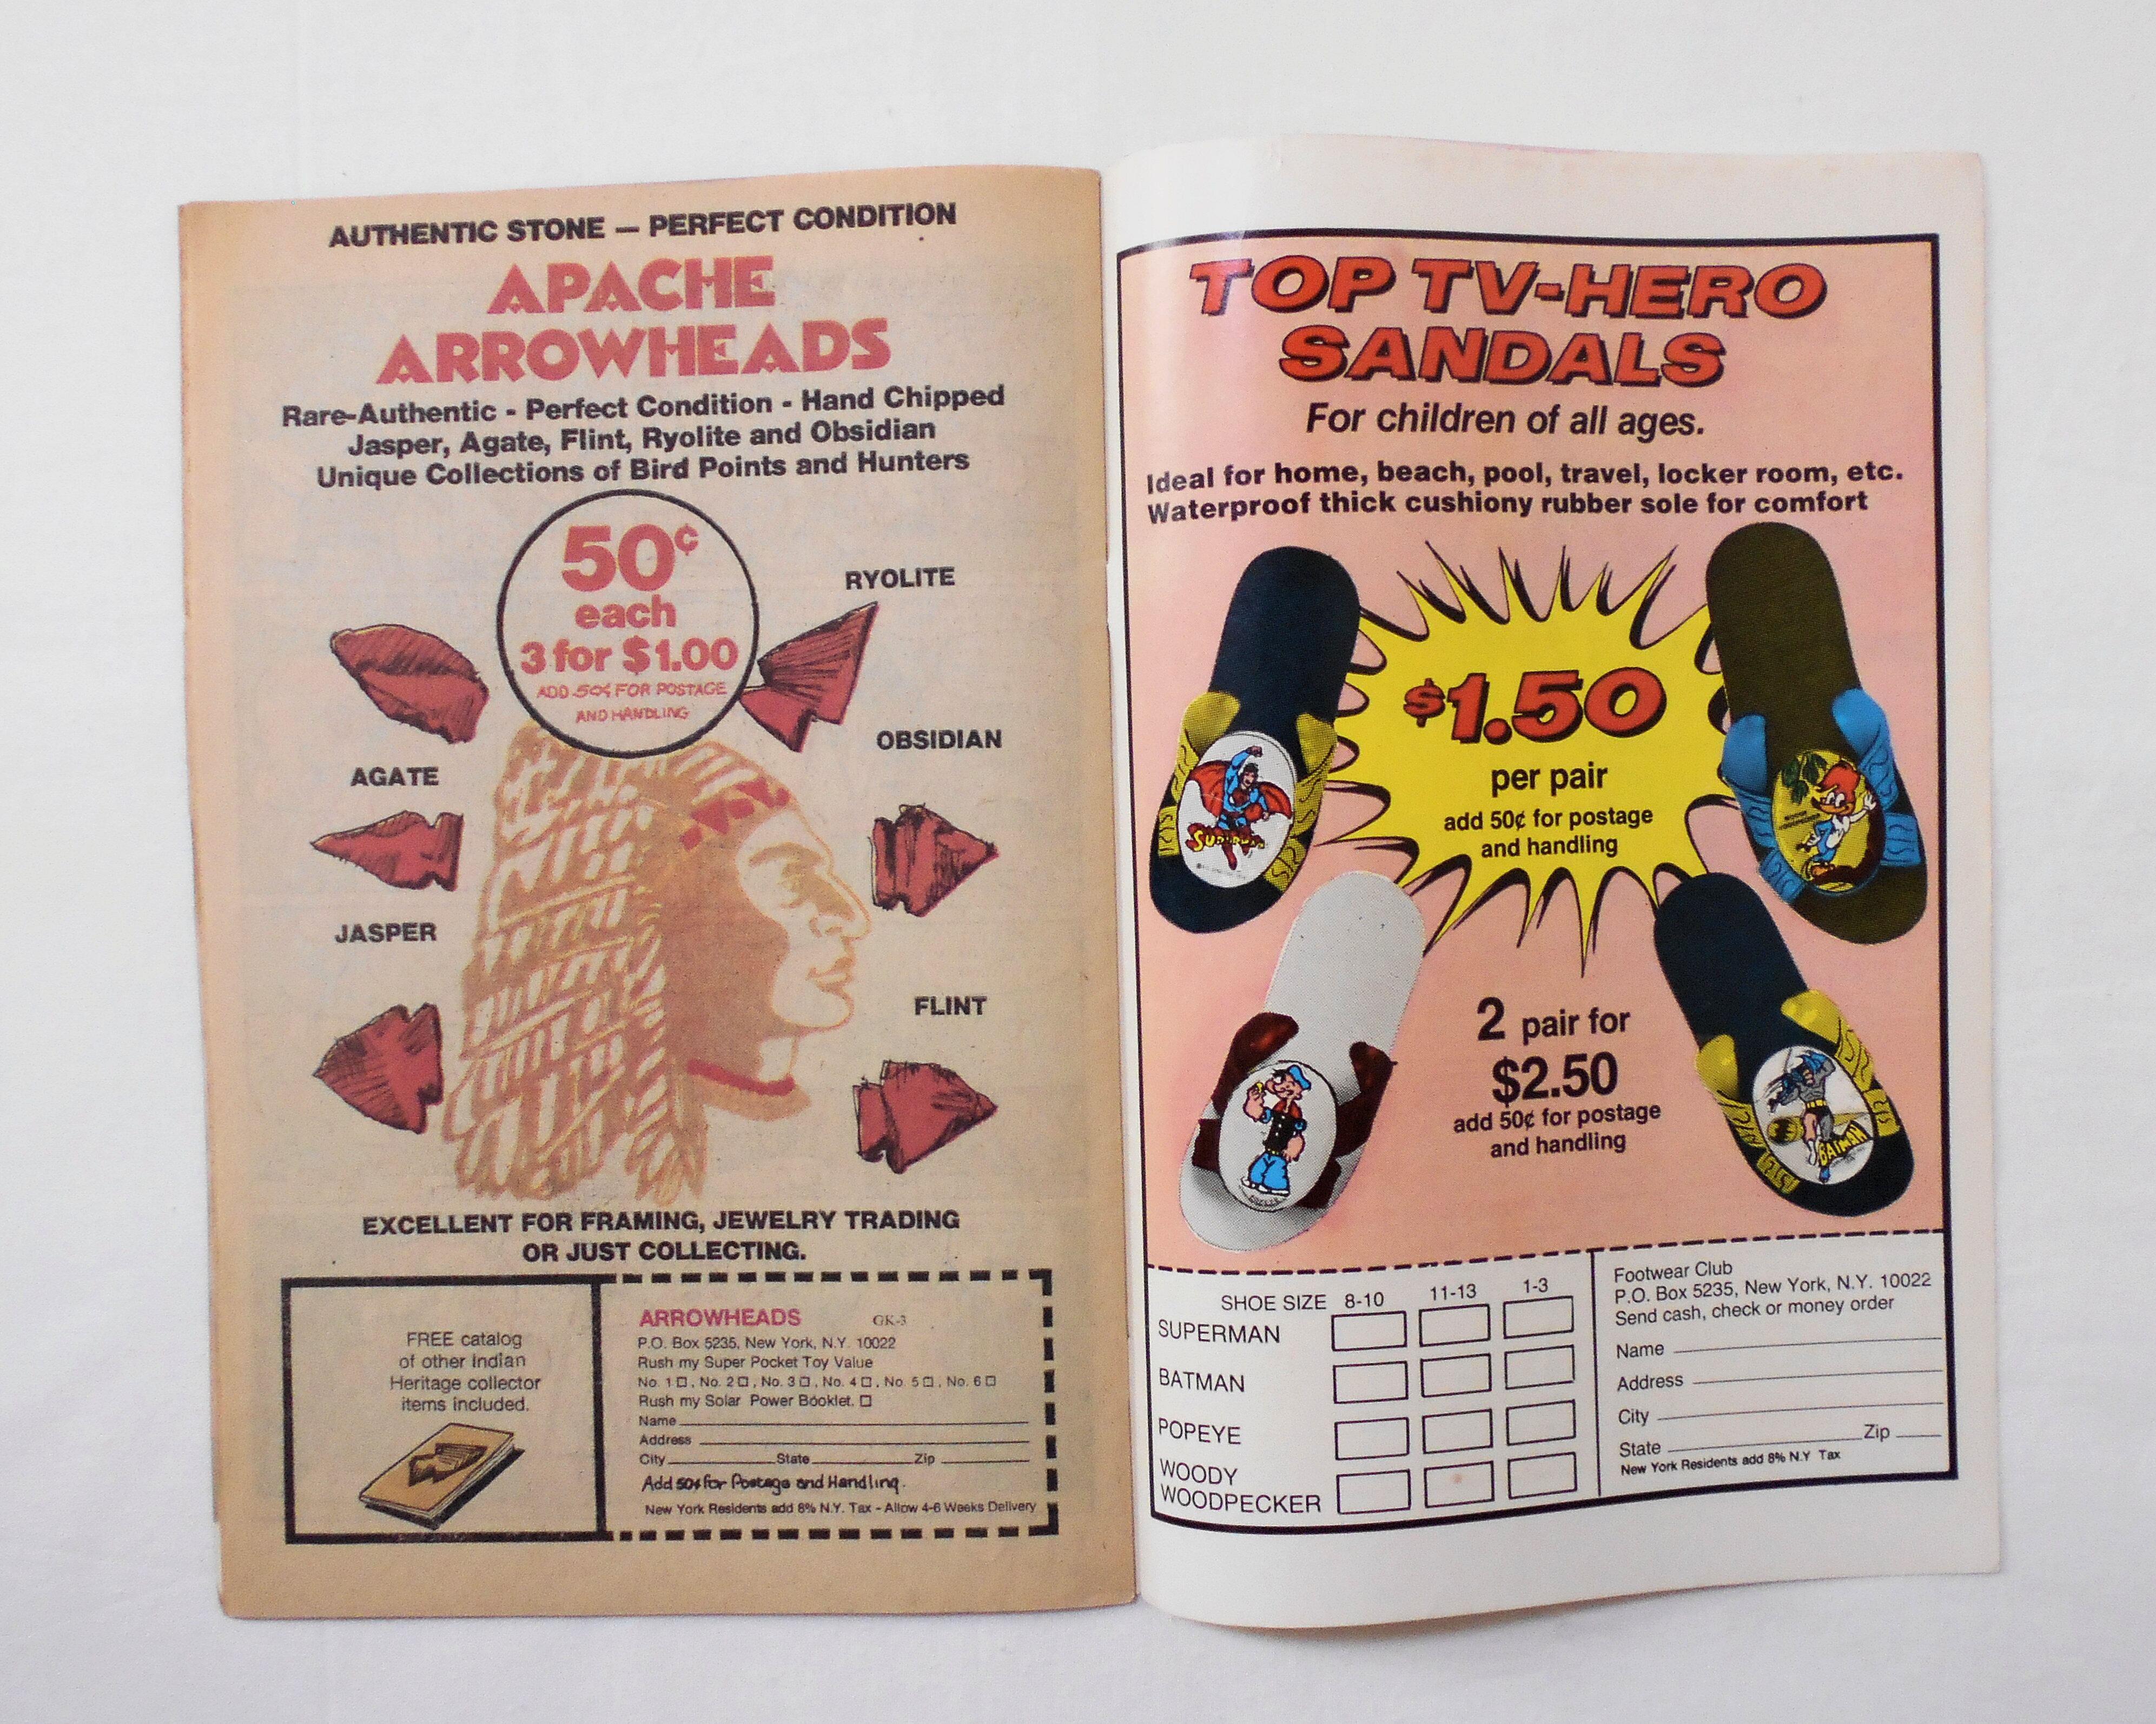 AUTHENTIC STONE — PERFECT CONDITION
APACHE
ARROWHEADS
Rare-Authentic - Perfect Condition - Hand Chipped
Jasper, Agate, Flint, Ryolite and Obsidian
Unique Collections of Bird Points and Hunters
50¢
each
3 for $1.00
ADD .50¢ FOR POSTAGE
AND HANDLING
RYOLITE
OBSIDIAN
AGATE
JASPER
FLINT
EXCELLENT FOR FRAMING, JEWELRY TRADING
OR JUST COLLECTING.
FREE catalog
of other Indian
Heritage collector
items included.
ARROWHEADS GK-3
P.O. Box 5235, New York, N.Y. 10022
Rush my Super Pocket Toy Value
No. 1 ☐, No. 2 ☐, No. 3 ☐, No. 4 ☐, No. 5 ☐, No. 6 ☐
Rush my Solar Power Booklet. ☐
Name
Address
City State Zip
Add 50¢ for Postage and Handling.
New York Residents add 8% N.Y. Tax - Allow 4-6 Weeks Delivery
TOP TV-HERO
SANDALS
For children of all ages.
Ideal for home, beach, pool, travel, locker room, etc.
Waterproof thick cushiony rubber sole for comfort
$1.50
per pair
add 50¢ for postage
and handling
SUPERMAN
2 pair for
$2.50
add 50¢ for postage
and handling
POPEYE
BATMAN
SHOE SIZE 8-10 11-13 1-3
SUPERMAN
BATMAN
POPEYE
WOODY
WOODPECKER
Footwear Club
P.O. Box 5235, New York, N.Y. 10022
Send cash, check or money order
Name
Address
City
State Zip
New York Residents add 8% N.Y Tax